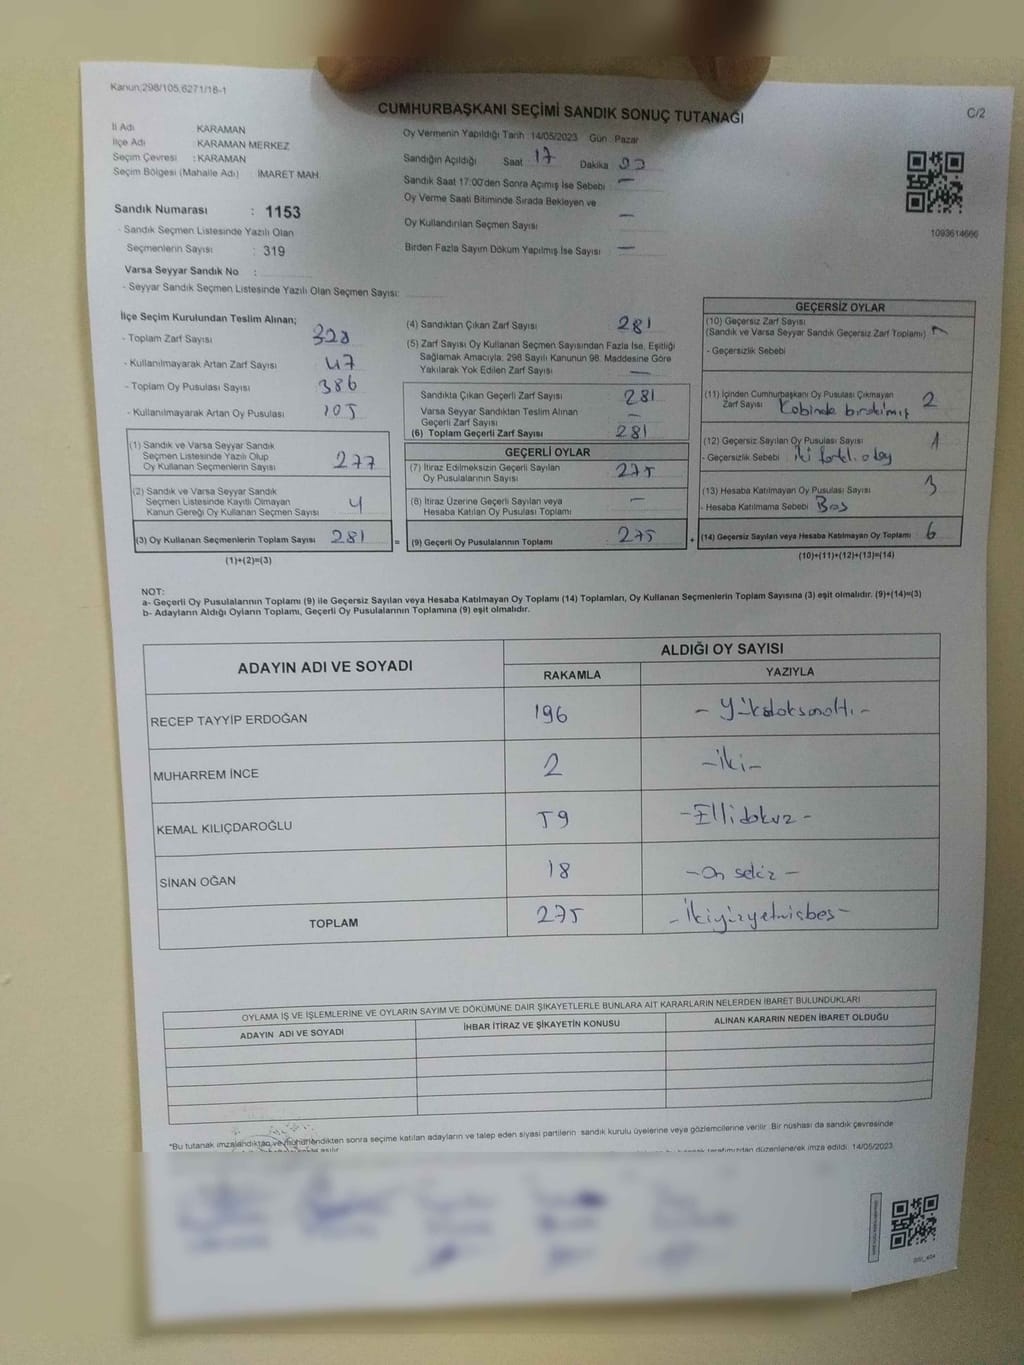 Kanun;298/105,6271/16-1
CUMHURBAŞKANI SEÇİMİ SANDIK SONUÇ TUTANAĞI
C/2
İl Adı KARAMAN
İlçe Adı KARAMAN MERKEZ
Seçim Çevresi : KARAMAN
Seçim Bölgesi (Mahalle Adı) İMARET MAH.
Sandık Numarası : 1153
- Sandık Seçmen Listesinde Yazılı Olan
Seçmenlerin Sayısı : 319
Varsa Seyyar Sandık No :
- Seyyar Sandık Seçmen Listesinde Yazılı Olan Seçmen Sayısı:
Oy Vermenin Yapıldığı Tarih :14/05/2023 Gün : Pazar
Sandığın Açıldığı Saat 17 Dakika
Sandık Saat 17:00'den Sonra Açımış İse Sebebi : —
Oy Verme Saati Bitiminde Sırada Bekleyen ve
Oy Kullandırılan Seçmen Sayısı —
Birden Fazla Sayım Döküm Yapılmış İse Sayısı —
1093614666
İlçe Seçim Kurulundan Teslim Alınan;
- Toplam Zarf Sayısı 328
- Kullanılmayarak Artan Zarf Sayısı 47
- Toplam Oy Pusulası Sayısı 386
- Kullanılmayarak Artan Oy Pusulası 105
(1) Sandık ve Varsa Seyyar Sandık
Seçmen Listesinde Yazılı Olup
Oy Kullanan Seçmenlerin Sayısı 277
(2) Sandık ve Varsa Seyyar Sandık
Seçmen Listesinde Kayıtlı Olmayan
Kanun Gereği Oy Kullanan Seçmen Sayısı 4
(3) Oy Kullanan Seçmenlerin Toplam Sayısı 281
(1)+(2)=(3)
(4) Sandıktan Çıkan Zarf Sayısı 281
(5) Zarf Sayısı Oy Kullanan Seçmen Sayısından Fazla İse, Eşitliği
Sağlamak Amacıyla; 298 Sayılı Kanunun 98. Maddesine Göre
Yakılarak Yok Edilen Zarf Sayısı —
Sandıkta Çıkan Geçerli Zarf Sayısı 281
Varsa Seyyar Sandıktan Teslim Alınan
Geçerli Zarf Sayısı —
(6) Toplam Geçerli Zarf Sayısı 281
GEÇERLİ OYLAR
(7) İtiraz Edilmeksizin Geçerli Sayılan
Oy Pusulalarının Sayısı 275
(8) İtiraz Üzerine Geçerli Sayılan veya
Hesaba Katılan Oy Pusulası Toplamı —
= (9) Geçerli Oy Pusulalarının Toplamı 275 +
GEÇERSİZ OYLAR
(10) Geçersiz Zarf Sayısı
(Sandık ve Varsa Seyyar Sandık Geçersiz Zarf Toplamı)
- Geçersizlik Sebebi
(11) İçinden Cumhurbaşkanı Oy Pusulası Çıkmayan
Zarf Sayısı Kabinde bırakılmış 2
(12) Geçersiz Sayılan Oy Pusulası Sayısı 1
- Geçersizlik Sebebi : iki farklı oy
(13) Hesaba Katılmayan Oy Pusulası Sayısı 3
- Hesaba Katılmama Sebebi Boş
(14) Geçersiz Sayılan veya Hesaba Katılmayan Oy Toplamı 6
(10)+(11)+(12)+(13)=(14)
NOT:
a- Geçerli Oy Pusulalarının Toplamı (9) ile Geçersiz Sayılan veya Hesaba Katılmayan Oy Toplamı (14) Toplamları, Oy Kullanan Seçmenlerin Toplam Sayısına (3) eşit olmalıdır. (9)+(14)=(3)
b- Adayların Aldığı Oyların Toplamı, Geçerli Oy Pusulalarının Toplamına (9) eşit olmalıdır.
ADAYIN ADI VE SOYADI
ALDIĞI OY SAYISI
RAKAMLA YAZIYLA
RECEP TAYYİP ERDOĞAN 196 - Yüzdoksanaltı -
MUHARREM İNCE 2 - İki -
KEMAL KILIÇDAROĞLU 59 - Ellidokuz -
SİNAN OĞAN 18 - On sekiz -
TOPLAM 275 - İkiyüzyetmişbeş -
OYLAMA İŞ VE İŞLEMLERİNE VE OYLARIN SAYIM VE DÖKÜMÜNE DAİR ŞİKAYETLERLE BUNLARA AİT KARARLARIN NELERDEN İBARET BULUNDUKLARI
ADAYIN ADI VE SOYADI İHBAR İTİRAZ VE ŞİKAYETİN KONUSU ALINAN KARARIN NEDEN İBARET OLDUĞU
*Bu tutanak imzalandıktan ve mühürlendikten sonra seçime katılan adayların ve talep eden siyasi partilerin sandık kurulu üyelerine veya gözlemcilerine verilir. Bir nüshası da sandık çevresinde
asılır. tarafımızdan düzenlenerek imza edildi. 14/05/2023